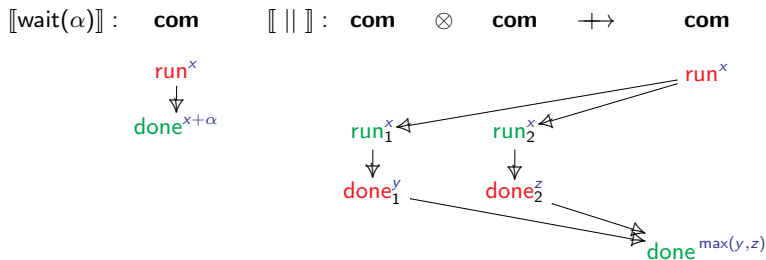 ⟦wait(α)⟧ : com ⟦ || ⟧ : com ⊗ com ⇸ com
run^x run^x
done^{x+α} run_1^x run_2^x
done_1^y done_2^z
done^{max(y,z)}